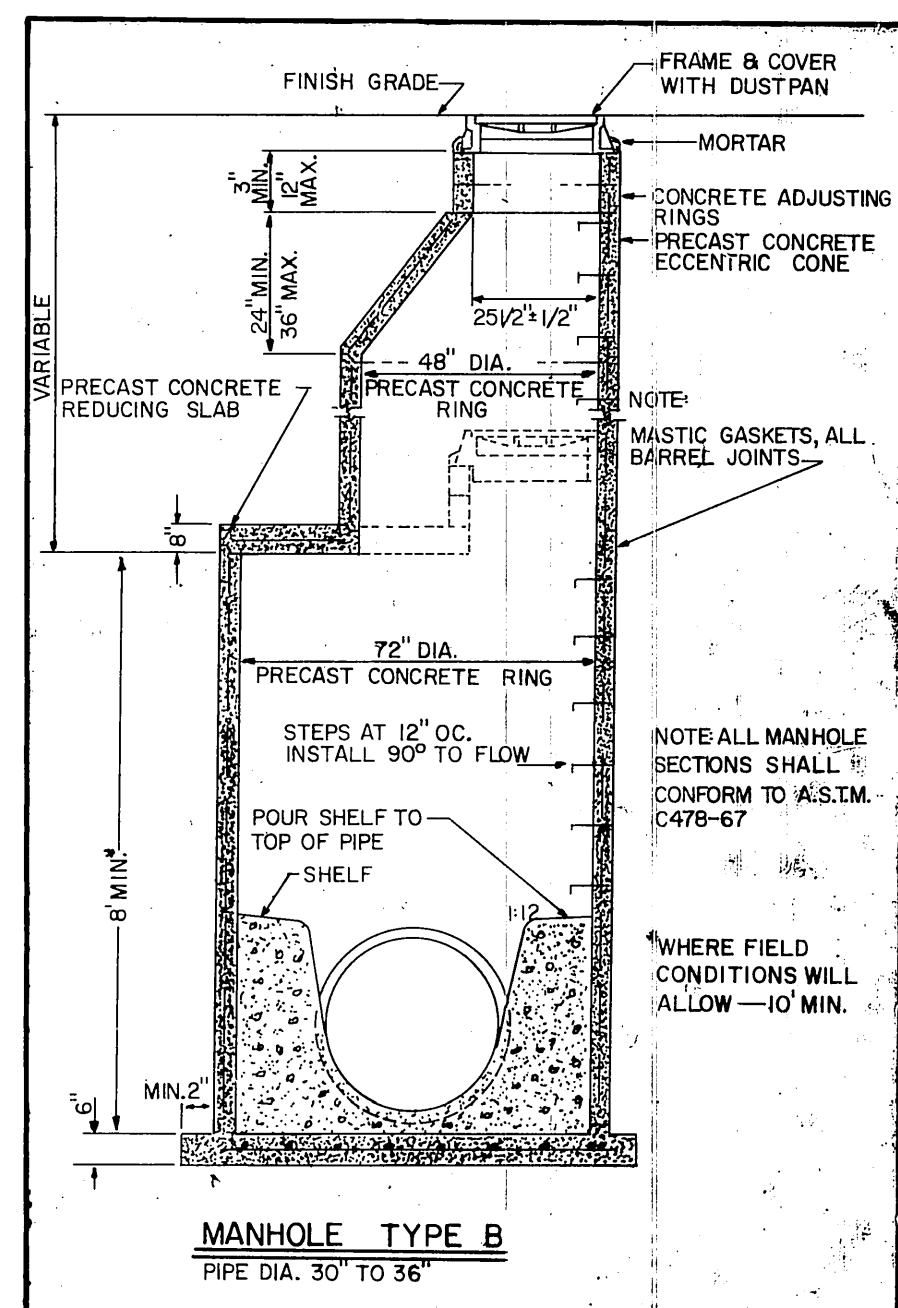 FINISH GRADE
FRAME & COVER
WITH DUSTPAN
MORTAR
3"
MIN.
12"
MAX.
CONCRETE ADJUSTING
RINGS
PRECAST CONCRETE
ECCENTRIC CONE
24" MIN.
36" MAX.
25 1/2" ± 1/2"
VARIABLE
48" DIA.
PRECAST CONCRETE
RING
PRECAST CONCRETE
REDUCING SLAB
NOTE:
MASTIC GASKETS, ALL
BARREL JOINTS
8"
72" DIA.
PRECAST CONCRETE RING
STEPS AT 12" OC.
INSTALL 90° TO FLOW
NOTE: ALL MANHOLE
SECTIONS SHALL
CONFORM TO A.S.T.M.
C478-67
POUR SHELF TO
TOP OF PIPE
SHELF
8' MIN.*
1:12
*WHERE FIELD
CONDITIONS WILL
ALLOW — 10' MIN.
MIN. 2"
6"
MANHOLE TYPE B
PIPE DIA. 30" TO 36"